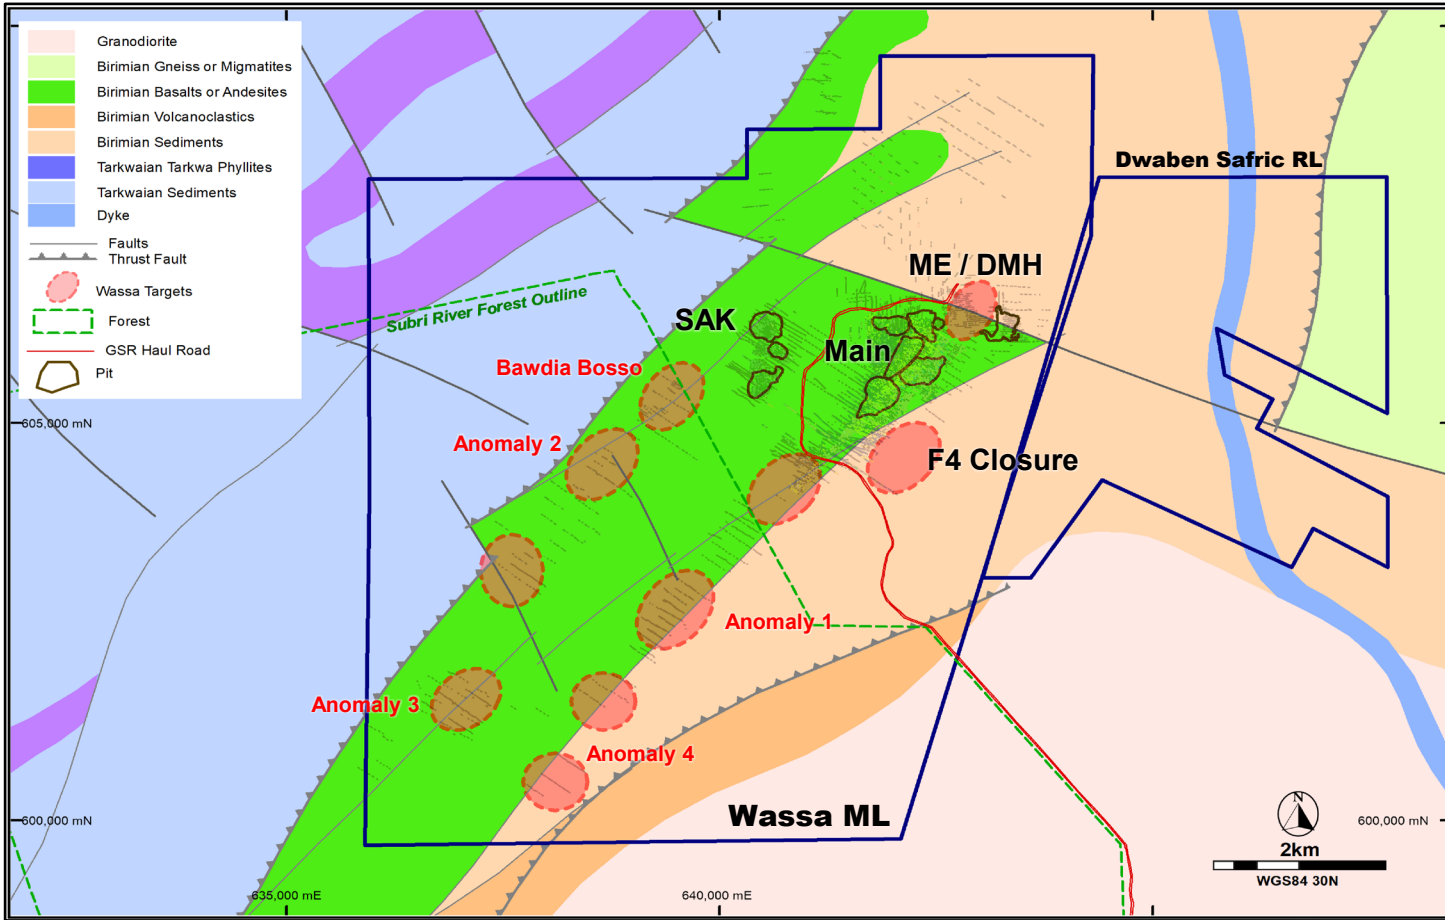 Granodiorite
Birimian Gneiss or Migmatites
Birimian Basalts or Andesites
Birimian Volcanoclastics
Birimian Sediments
Tarkwaian Tarkwa Phyllites
Tarkwaian Sediments
Dyke
Faults
Thrust Fault
Wassa Targets
Forest
GSR Haul Road
Pit
Dwaben Safric RL
ME / DMH
Subri River Forest Outline
SAK
Main
Bawdia Bosso
605,000 mN
Anomaly 2
F4 Closure
Anomaly 1
Anomaly 3
Anomaly 4
Wassa ML
600,000 mN
600,000 mN
N
2km
WGS84 30N
635,000 mE
640,000 mE